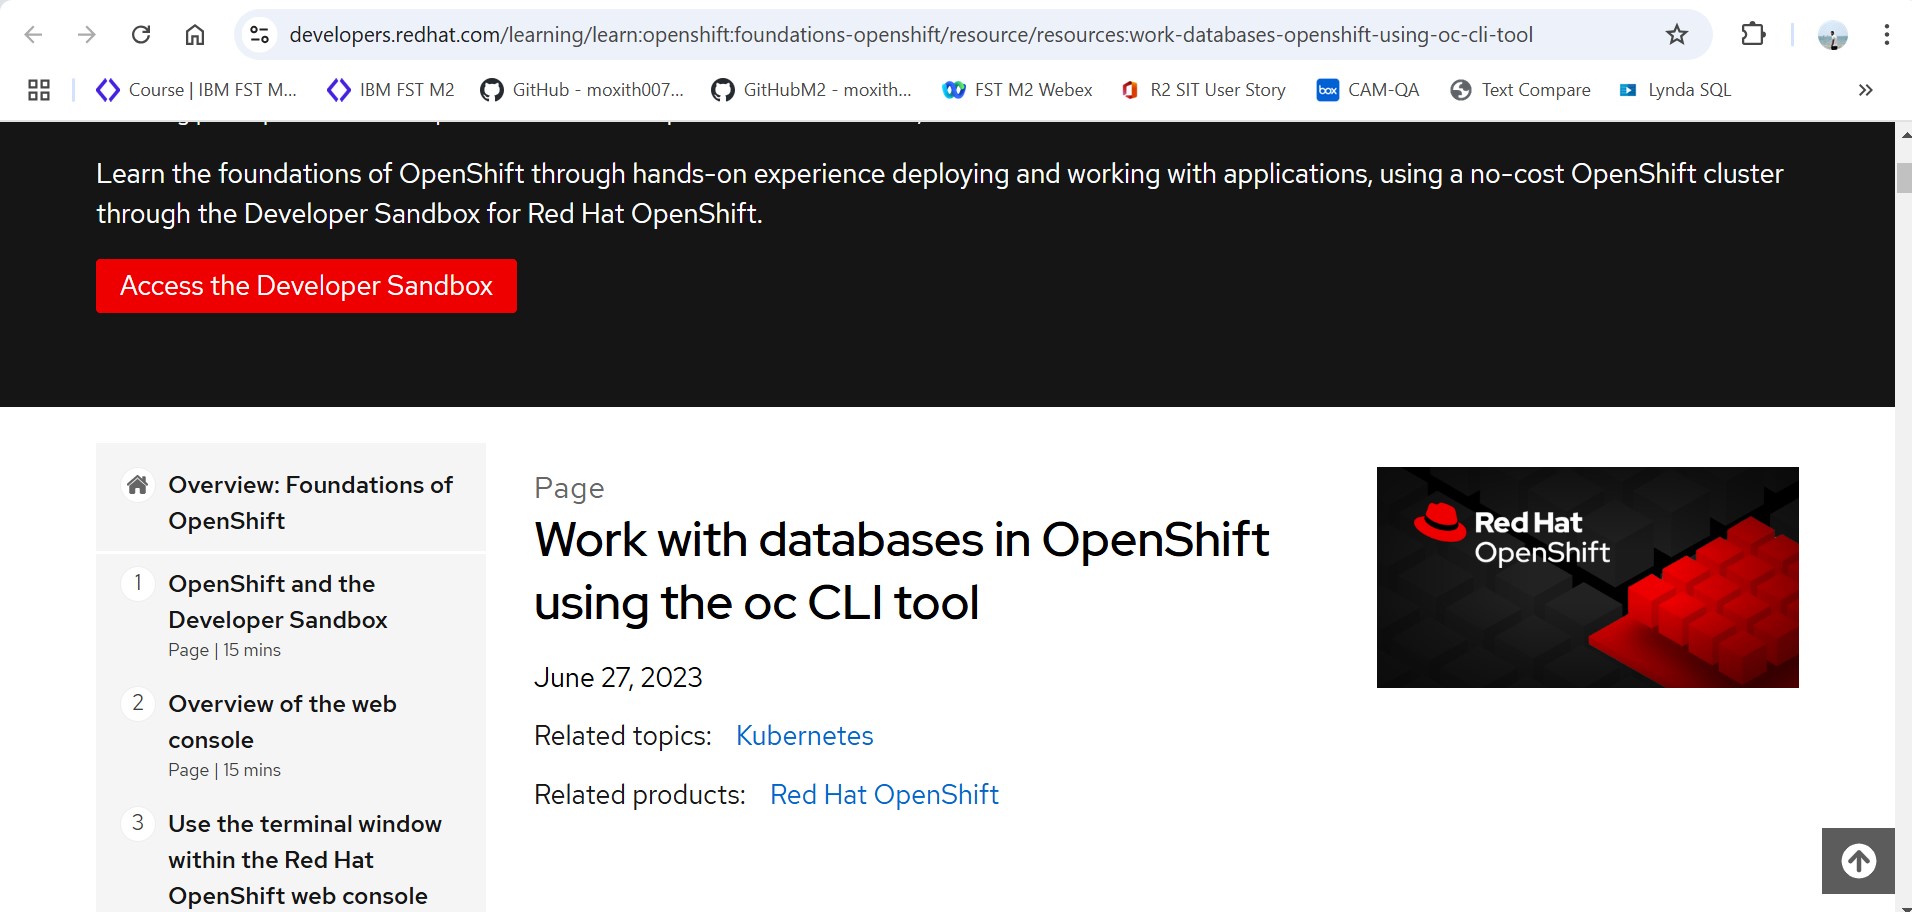 developers.redhat.com/learning/learn:openshift:foundations-openshift/resource/resources:work-databases-openshift-using-oc-cli-tool
Course | IBM FST M...
IBM FST M2
GitHub - moxith007...
GitHubM2 - moxith...
FST M2 Webex
R2 SIT User Story
box
CAM-QA
Text Compare
Lynda SQL
Learn the foundations of OpenShift through hands-on experience deploying and working with applications, using a no-cost OpenShift cluster
through the Developer Sandbox for Red Hat OpenShift.
Access the Developer Sandbox
Overview: Foundations of
OpenShift
1
OpenShift and the
Developer Sandbox
Page | 15 mins
2
Overview of the web
console
Page | 15 mins
3
Use the terminal window
within the Red Hat
OpenShift web console
Page
Work with databases in OpenShift
using the oc CLI tool
June 27, 2023
Related topics: Kubernetes
Related products: Red Hat OpenShift
Red Hat
OpenShift